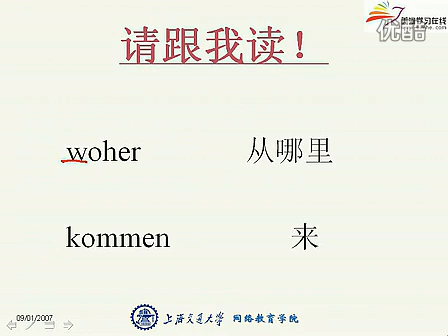 请跟我读！
woher 从哪里
kommen 来
09/01/2007
上海交通大学 网络教育学院
优酷